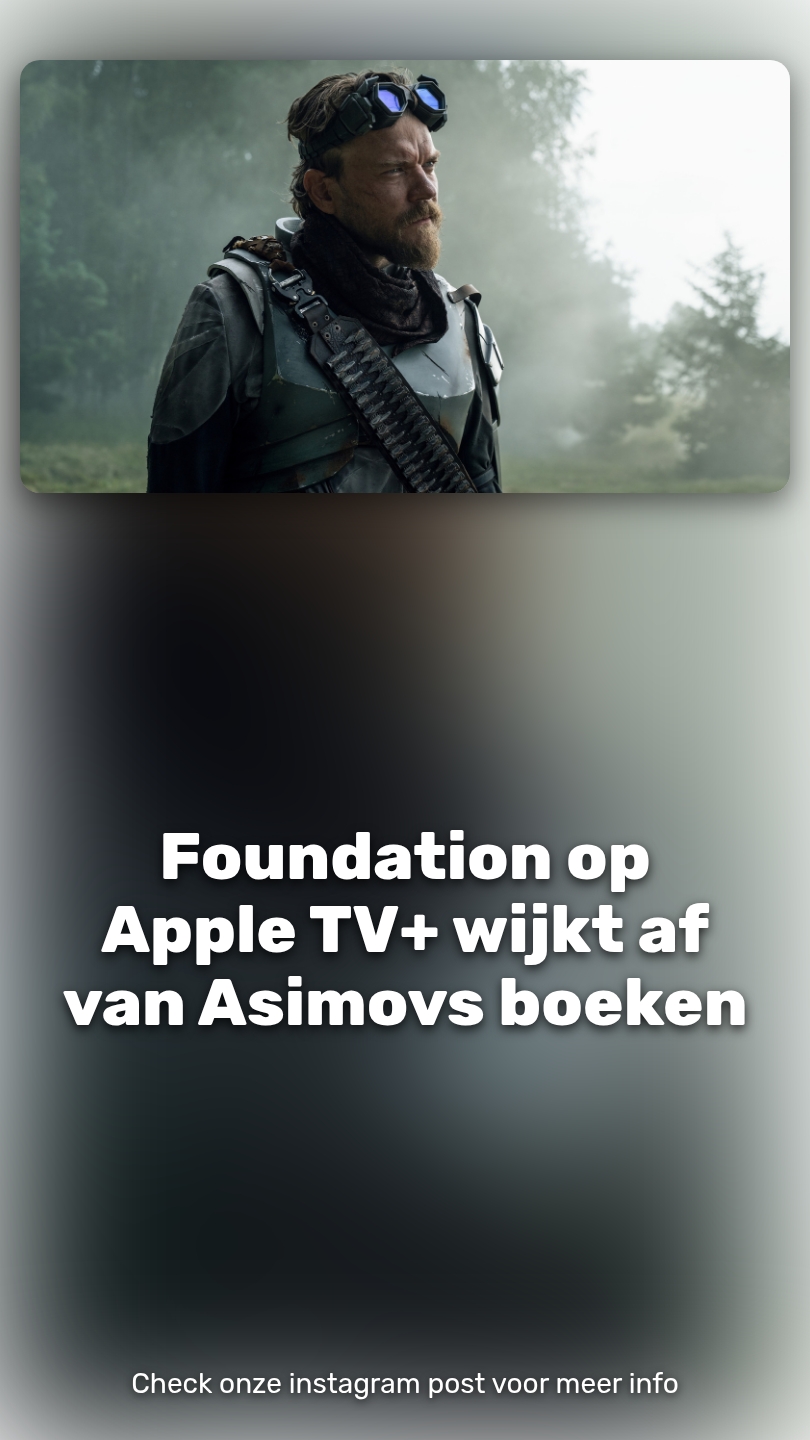 Foundation op
Apple TV+ wijkt af
van Asimovs boeken
Check onze instagram post voor meer info